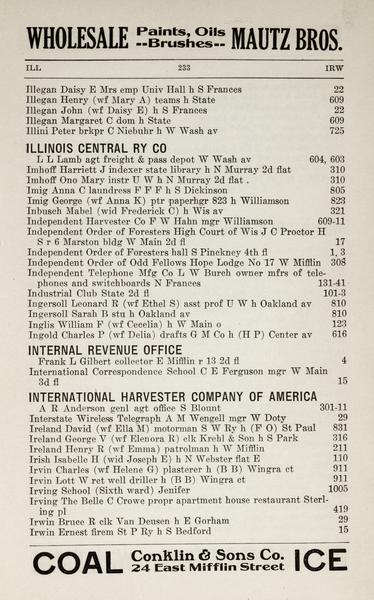 WHOLESALE Paints, Oils --Brushes-- MAUTZ BROS.
ILL 233 IRW
Illegan Daisy E Mrs emp Univ Hall h S Frances 22
Illegan Henry (wf Mary A) teams h State 609
Illegan John (wf Daisy E) h S Frances 22
Illegan Margaret C dom h State 609
Illini Peter brkpr C Niebuhr h W Wash av 725
ILLINOIS CENTRAL RY CO
L L Lamb agt freight & pass depot W Wash av 604, 603
Imhoff Harriett J indexer state library h N Murray 2d flat 310
Imhoff Ono Mary instr U W h N Murray 2d flat . 310
Imig Anna C laundress F F F h S Dickinson 805
Imig George (wf Anna K) ptr paperhgr 823 h Williamson 823
Inbusch Mabel (wid Frederick C) h Wis av 321
Independent Harvester Co F W Hahn mgr Williamson 609-11
Independent Order of Foresters High Court of Wis J C Proctor H
S r 6 Marston bldg W Main 2d fl 17
Independent Order of Foresters hall S Pinckney 4th fl 1, 3
Independent Order of Odd Fellows Hope Lodge No 17 W Mifflin 308
Independent Telephone Mfg Co L W Burch owner mfrs of tele-
phones and switchboards N Frances 131-41
Industrial Club State 2d fl 101-3
Ingersoll Leonard R (wf Ethel S) asst prof U W h Oakland av 810
Ingersoll Sarah B stu h Oakland av 810
Inglis William F (wf Cecelia) h W Main o 123
Ingold Charles P (wf Delia) drafts G M Co h (H P) Center av 616
INTERNAL REVENUE OFFICE
Frank L Gilbert collector E Mifflin r 13 2d fl 4
International Correspondence School C E Ferguson mgr W Main
3d fl 15
INTERNATIONAL HARVESTER COMPANY OF AMERICA
A R Anderson genl agt office S Blount 301-11
Interstate Wireless Telegraph A M Wengell mgr W Doty 29
Ireland David (wf Ella M) motorman S W Ry h (F O) St Paul 831
Ireland George V (wf Elenora R) clk Krehl & Son h S Park 316
Ireland Henry R (wf Emma) patrolman h W Mifflin 211
Irish Isabelle H (wid Joseph E) h N Webster flat E 110
Irvin Charles (wf Helene G) plasterer h (B B) Wingra ct 911
Irvin Lott W ret well driller h (B B) Wingra ct 911
Irving School (Sixth ward) Jenifer 1005
Irving The Belle C Crowe propr apartment house restaurant Sterl-
ing pl 419
Irwin Bruce R clk Van Deusen h E Gorham 29
Irwin Ernest firem St P Ry h S Bedford 15
COAL Conklin & Sons Co. 24 East Mifflin Street ICE